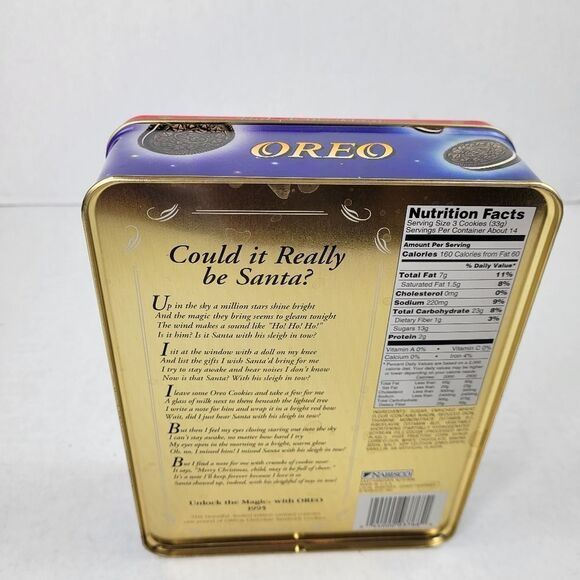 OREO
Could it Really
be Santa?
Up in the sky a million stars shine bright
And the magic they bring seems to gleam tonight
The wind makes a sound like "Ho! Ho! Ho!"
Is it him? Is it Santa with his sleigh in tow?
I sit at the window with a doll on my knee
And list the gifts I wish Santa'd bring for me
I try to stay awake and hear noises I don't know
Now is that Santa? With his sleigh in tow?
I leave some Oreo Cookies and take a few for me
A glass of milk next to them beneath the lighted tree
I write a note for him and wrap it in a bright red bow
Wait, did I just hear Santa with his sleigh in tow?
But then I feel my eyes closing starting out into the sky
I can't stay awake, no matter how hard I try
My eyes open in the morning to a bright, warm glow
Oh, no, I missed him! I missed Santa with his sleigh in tow!
But I find a note for me with crumbs of cookie near
It says, "Merry Christmas, child, may it be full of cheer."
It's a note I'll keep forever because I love it so
Santa showed up, indeed, with his sleighful of toys in tow!
Unlock the Magic, with OREO
1995
Nutrition Facts
Serving Size 3 Cookies (33g)
Servings Per Container About 14
Amount Per Serving
Calories 160 Calories from Fat 60
% Daily Value*
Total Fat 7g 11%
Saturated Fat 1.5g 8%
Cholesterol 0mg 0%
Sodium 220mg 9%
Total Carbohydrate 23g 8%
Dietary Fiber 1g 3%
Sugars 13g
Protein 2g
Vitamin A 0% • Vitamin C 0%
Calcium 0% • Iron 4%
NABISCO